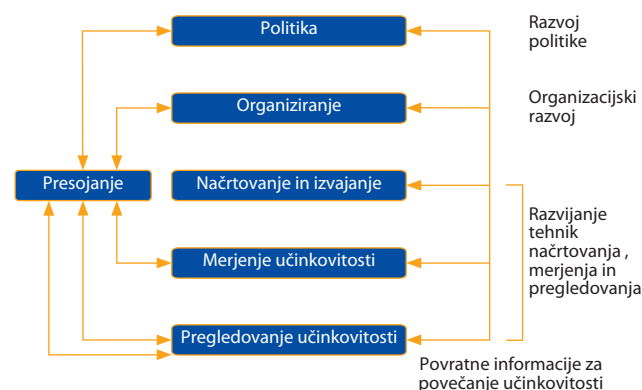 Politika
Razvoj
politike
Organiziranje
Organizacijski
razvoj
Presojanje
Načrtovanje in izvajanje
Razvijanje
tehnik
načrtovanja ,
merjenja in
pregledovanja
Merjenje učinkovitosti
Pregledovanje učinkovitosti
Povratne informacije za
povečanje učinkovitosti